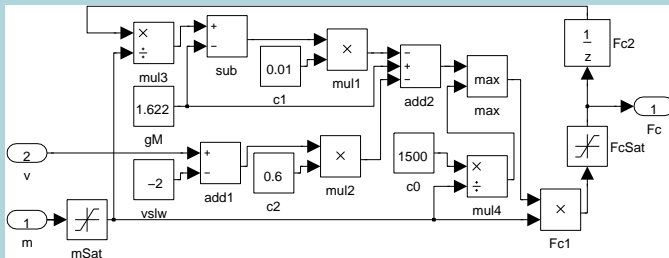 1
z
Fc2
×
÷
mul3
+
−
sub
0.01
c1
×
mul1
−
+
−
add2
max
max
1
Fc
1.622
gM
FcSat
2
v
+
−
add1
−2
vslw
0.6
c2
×
mul2
1500
c0
×
÷
mul4
×
Fc1
1
m
mSat